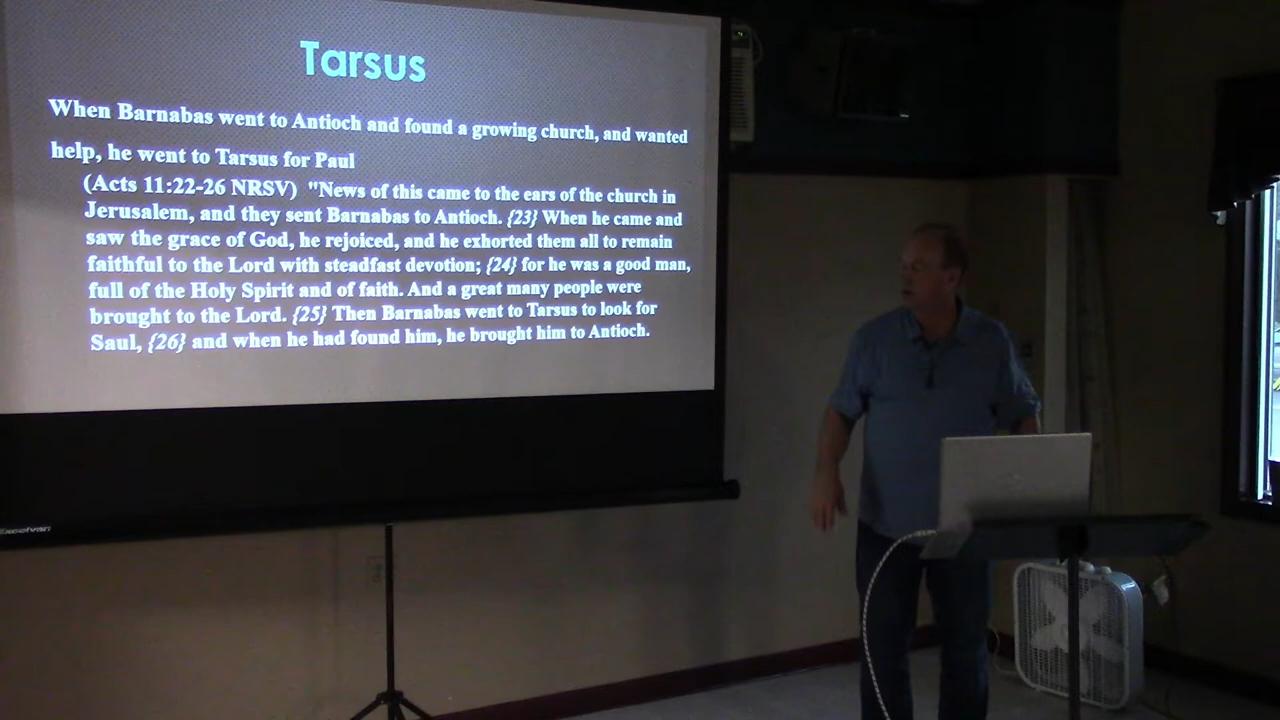 Tarsus
When Barnabas went to Antioch and found a growing church, and wanted
help, he went to Tarsus for Paul
(Acts 11:22-26 NRSV) "News of this came to the ears of the church in
Jerusalem, and they sent Barnabas to Antioch. {23} When he came and
saw the grace of God, he rejoiced, and he exhorted them all to remain
faithful to the Lord with steadfast devotion; {24} for he was a good man,
full of the Holy Spirit and of faith. And a great many people were
brought to the Lord. {25} Then Barnabas went to Tarsus to look for
Saul, {26} and when he had found him, he brought him to Antioch.
Excelvan